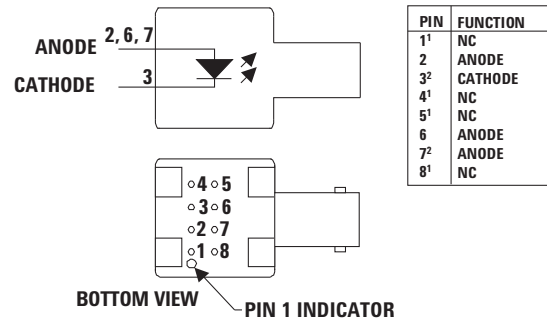 2, 6, 7
ANODE
3
CATHODE
4 5
3 6
2 7
1 8
BOTTOM VIEW
PIN 1 INDICATOR
PIN FUNCTION
1¹ NC
2 ANODE
3² CATHODE
4¹ NC
5¹ NC
6 ANODE
7² ANODE
8¹ NC